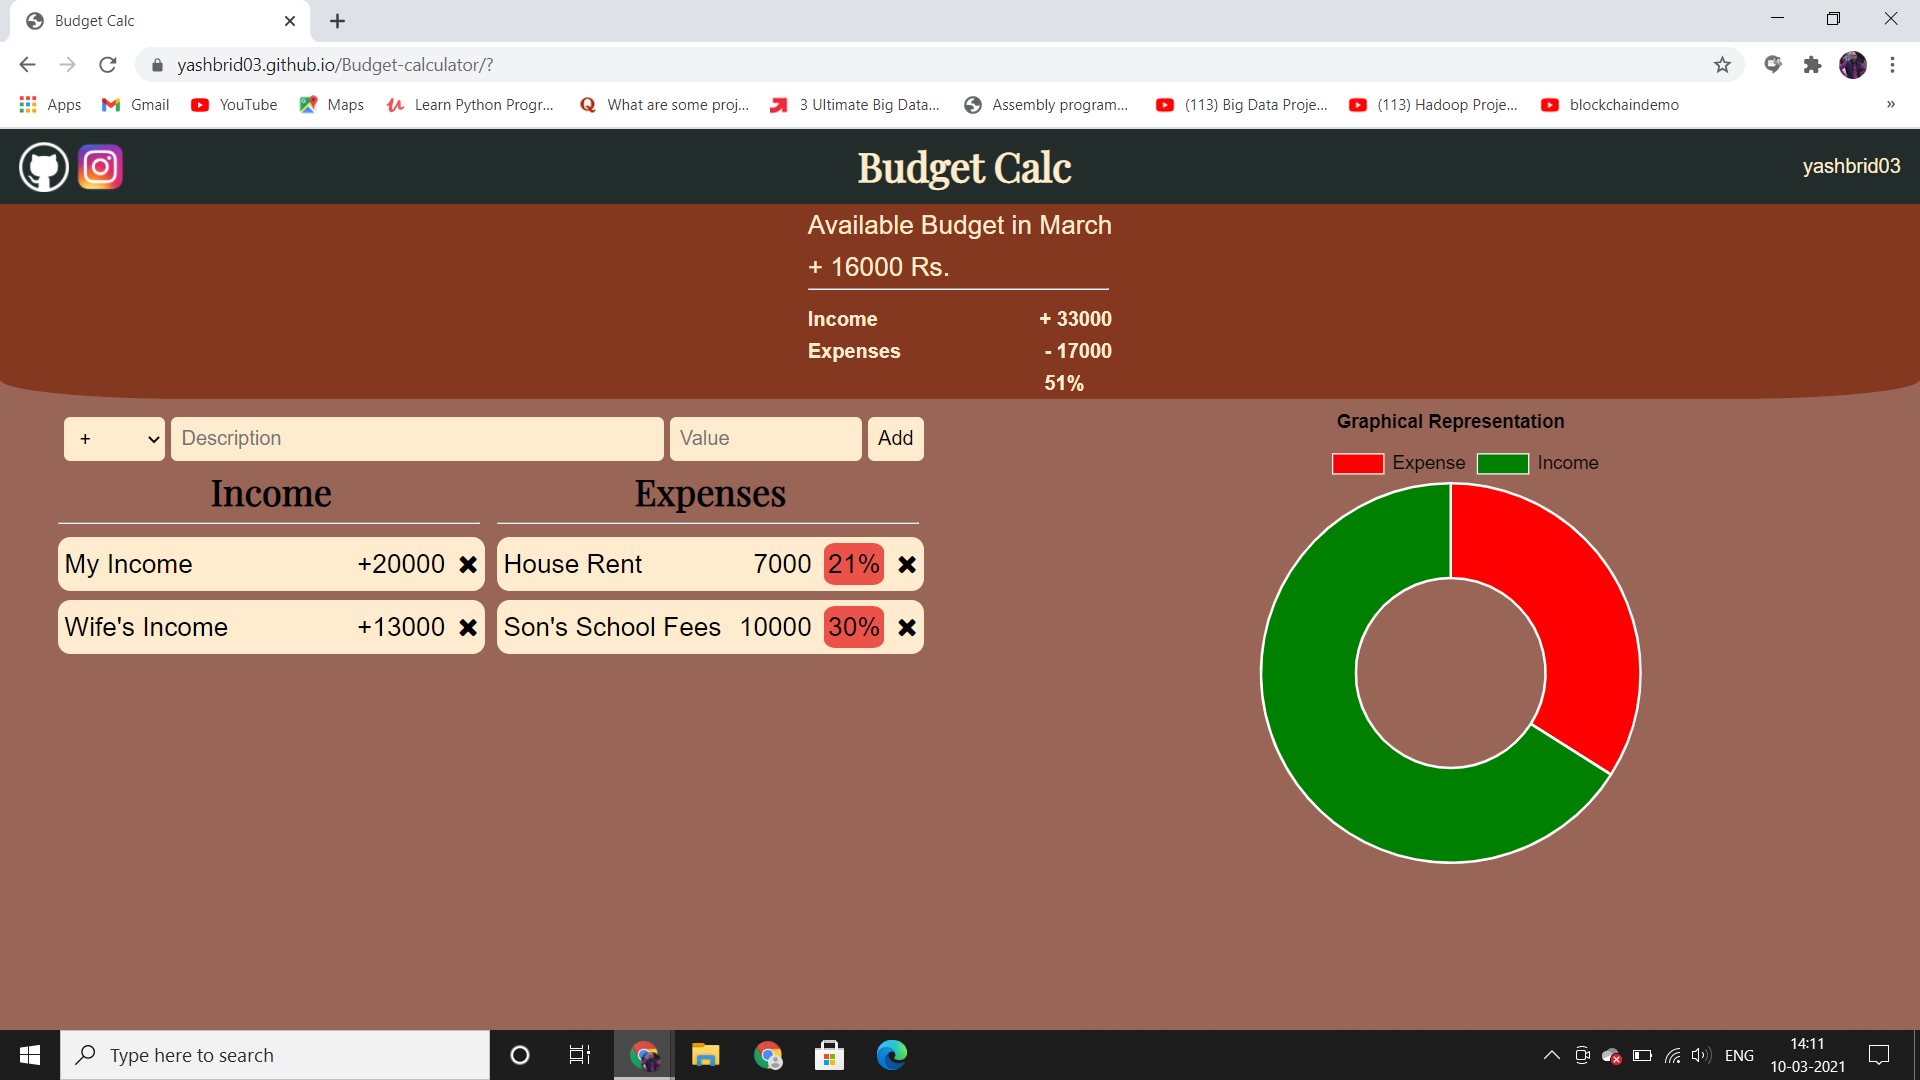 Budget Calc
yashbrid03.github.io/Budget-calculator/?
Apps Gmail YouTube Maps Learn Python Progr... What are some proj... 3 Ultimate Big Data... Assembly program... (113) Big Data Proje... (113) Hadoop Proje... blockchaindemo »
Budget Calc
yashbrid03
Available Budget in March
+ 16000 Rs.
Income + 33000
Expenses - 17000
51%
+ Description Value Add
Income
My Income +20000
Wife's Income +13000
Expenses
House Rent 7000 21%
Son's School Fees 10000 30%
Graphical Representation
Expense Income
Type here to search
ENG
14:11
10-03-2021